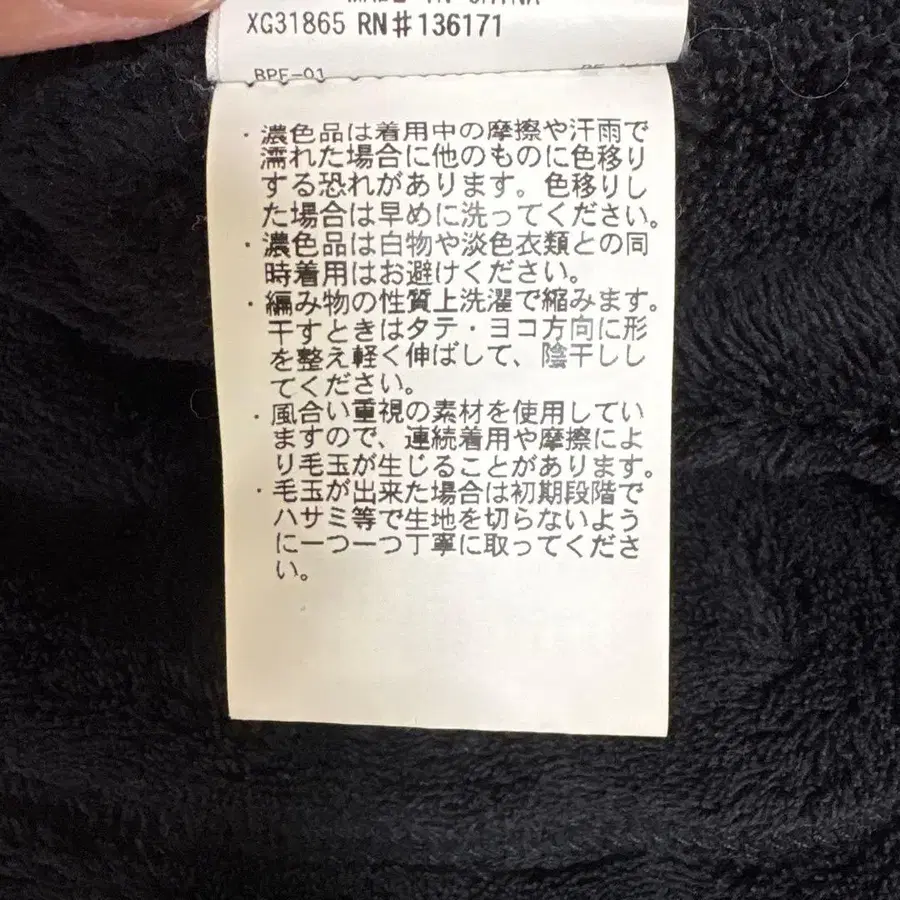 MADE IN CHINA
XG31865 RN#136171
BPF-01
・濃色品は着用中の摩擦や汗雨で
濡れた場合に他のものに色移り
する恐れがあります。色移りし
た場合は早めに洗ってください。
・濃色品は白物や淡色衣類との同
時着用はお避けください。
・編み物の性質上洗濯で縮みます。
干すときはタテ・ヨコ方向に形
を整え軽く伸ばして、陰干しし
てください。
・風合い重視の素材を使用してい
ますので、連続着用や摩擦によ
り毛玉が生じることがあります。
・毛玉が出来た場合は初期段階で
ハサミ等で生地を切らないよう
に一つ一つ丁寧に取ってくださ
い。